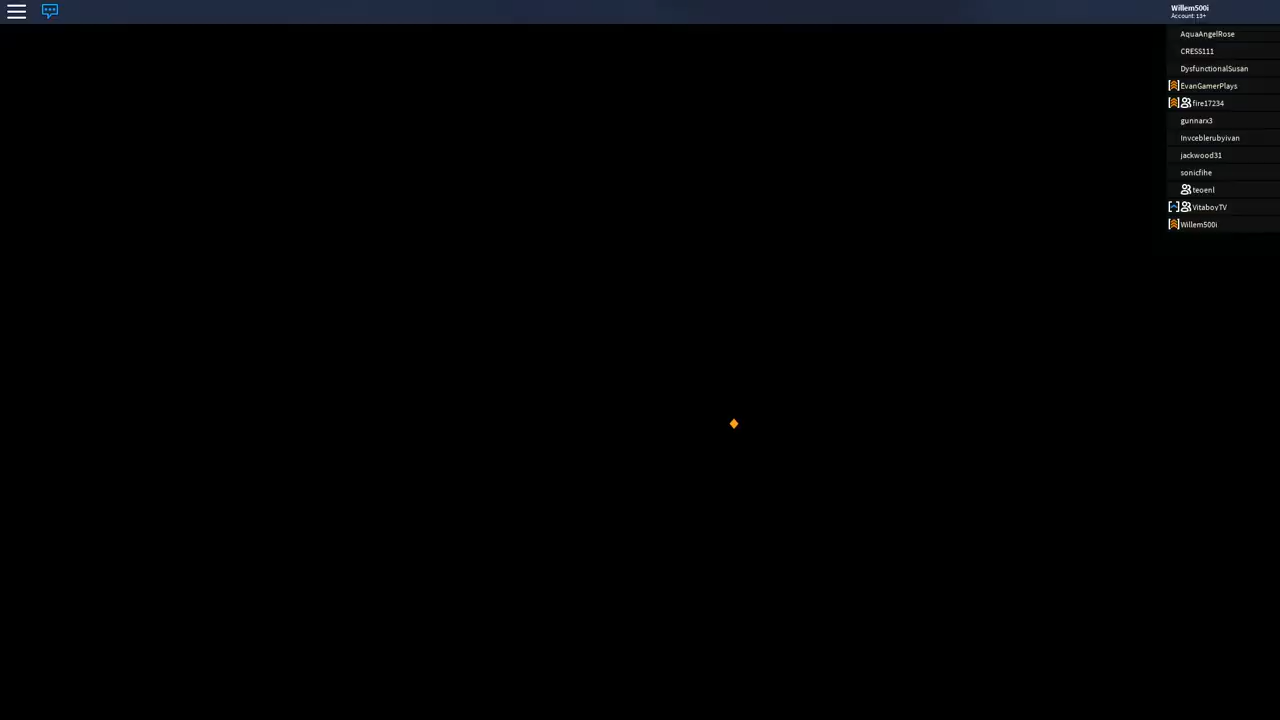 Willem500i
Account: 13+
AquaAngelRose
CRESS111
DysfunctionalSusan
EvanGamerPlays
fire17234
gunnarx3
Invceblerubyivan
jackwood31
sonicfihe
teoenl
VitaboyTV
Willem500i